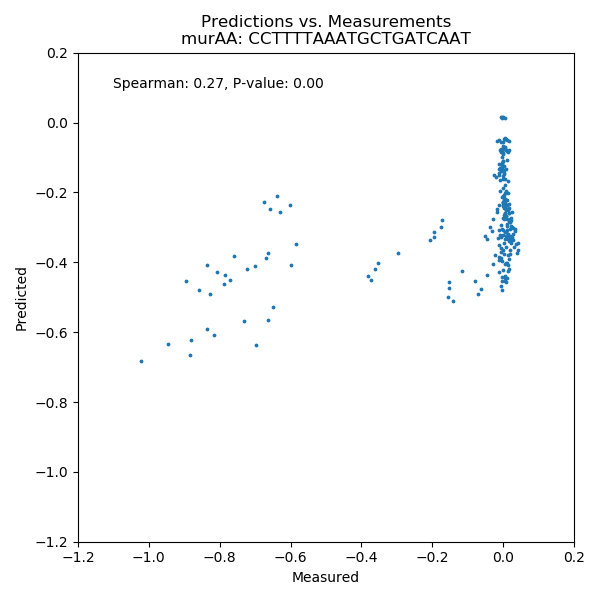 Predictions vs. Measurements
murAA: CCTTTTAAATGCTGATCAAT
Spearman: 0.27, P-value: 0.00
Predicted
0.2
0.0
−0.2
−0.4
−0.6
−0.8
−1.0
−1.2
−1.2 −1.0 −0.8 −0.6 −0.4 −0.2 0.0 0.2
Measured